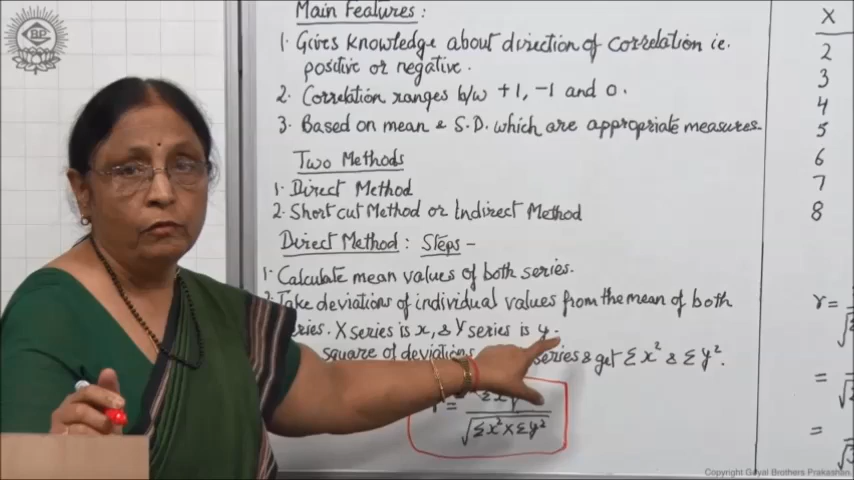 BP
Main Features:
1. Gives knowledge about direction of correlation ie.
positive or negative.
2. Correlation ranges b/w +1, -1 and 0.
3. Based on mean & S.D. which are appropriate measures.
Two Methods
1. Direct Method
2. Short cut Method or Indirect Method
Direct Method: Steps -
1. Calculate mean values of both series.
2. Take deviations of individual values from the mean of both
X series is x, & Y series is y.
square of deviations series & get Σx² & Σy².
r = Σxy
√Σx² × Σy²
X
2
3
4
5
6
7
8
r =
=
=
Copyright Goyal Brothers Prakashan